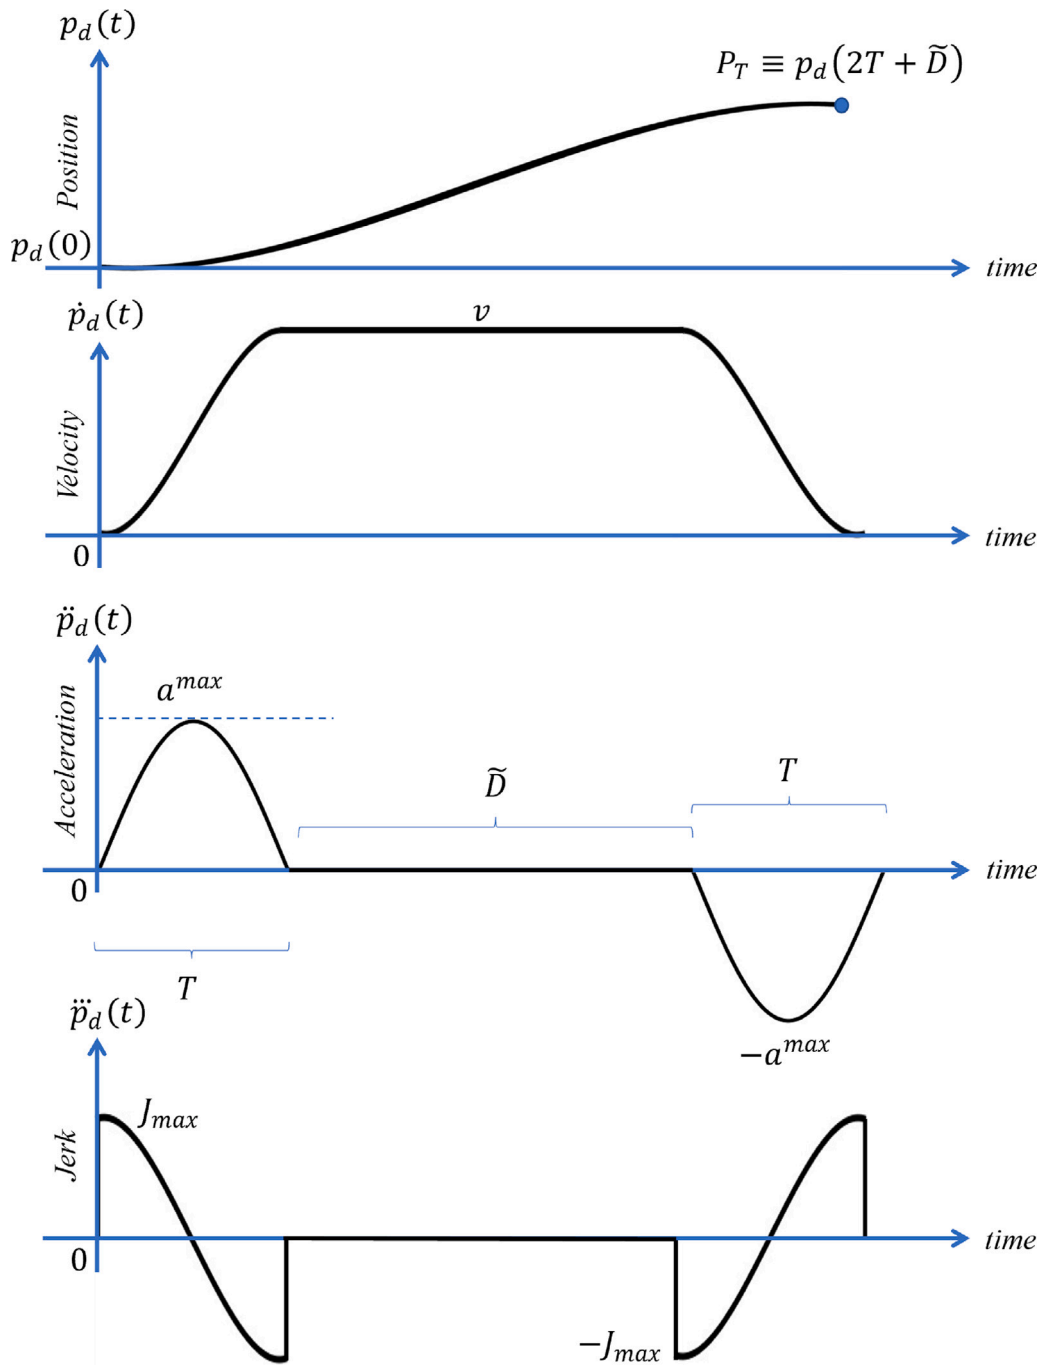 p_d(t)
P_T ≡ p_d(2T + D̃)
Position
p_d(0)
time
ṗ_d(t)
v
Velocity
0
time
p̈_d(t)
a^max
Acceleration
D̃
T
0
time
T
−a^max
p⃛_d(t)
J_max
Jerk
0
time
−J_max